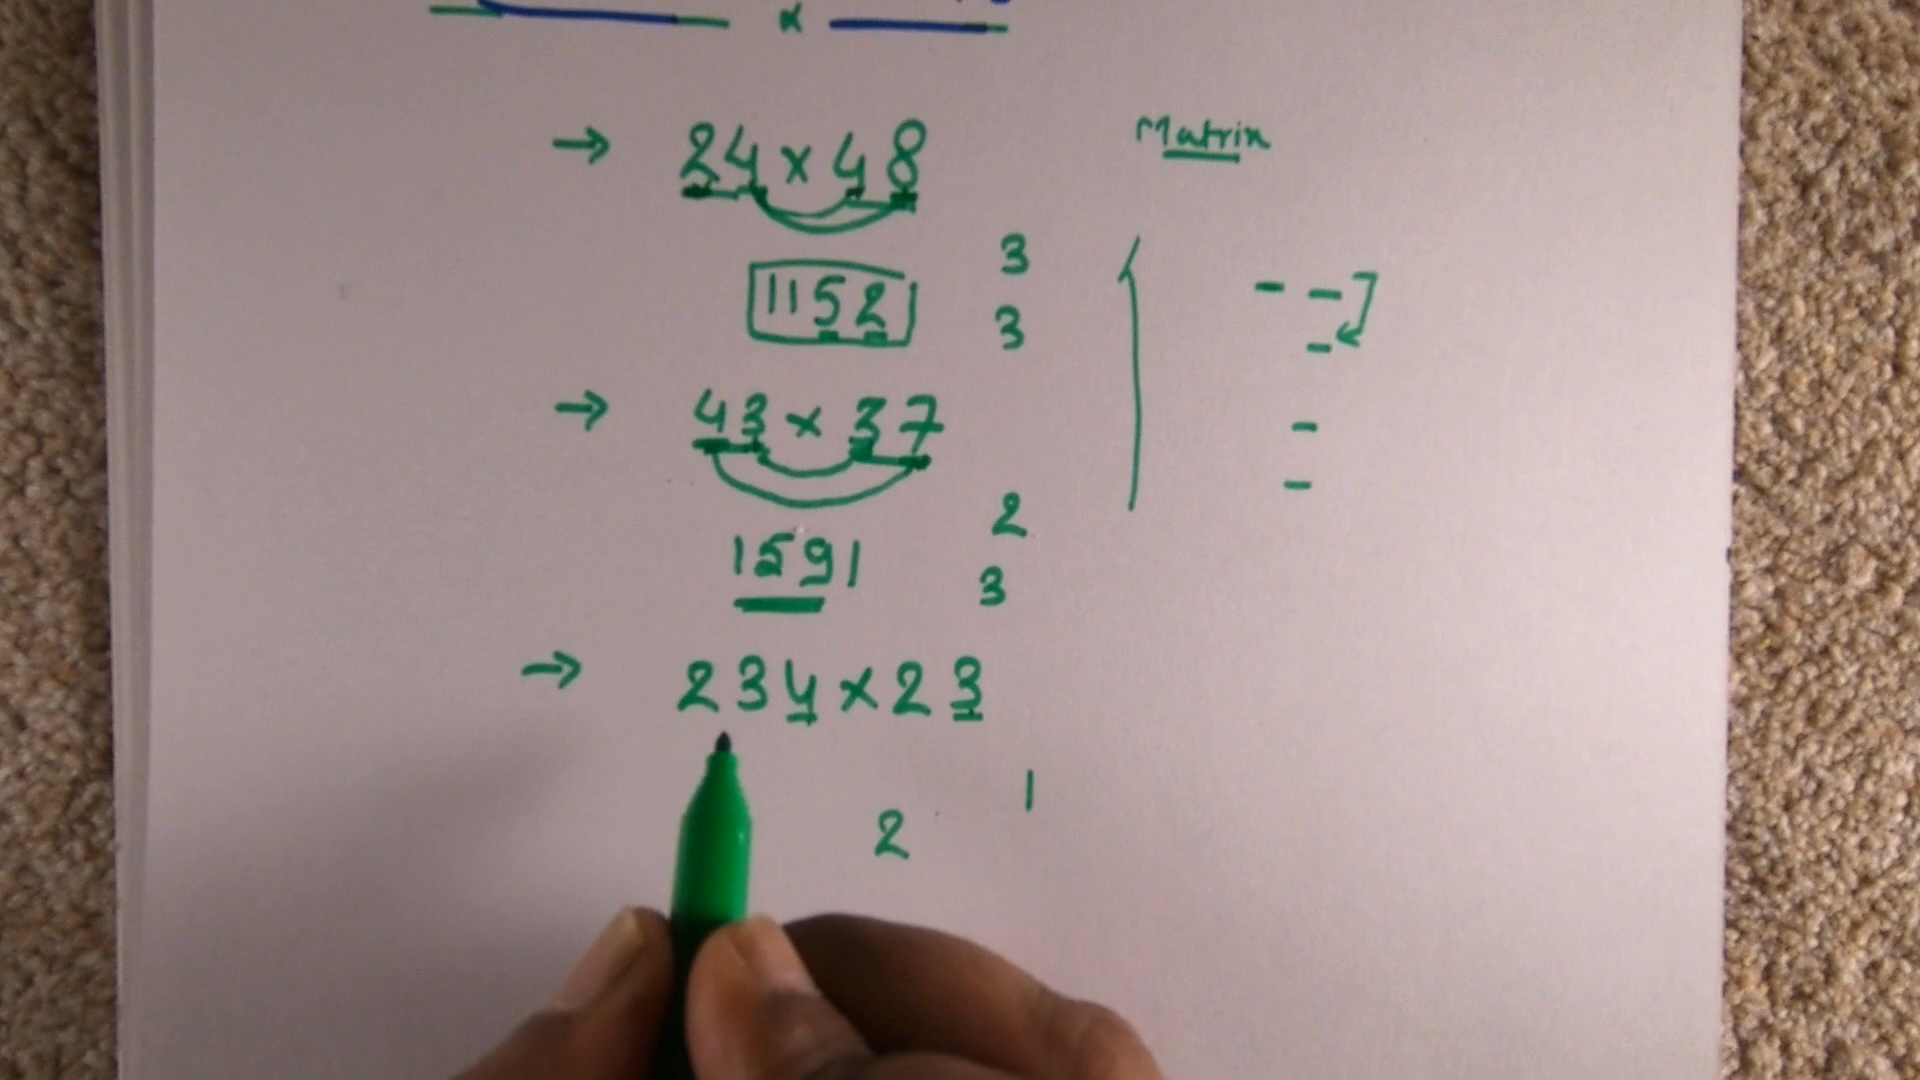 → 24 × 48
Matrix
3
1152
3
→ 43 × 37
2
1591
3
→ 234 × 23
1
2